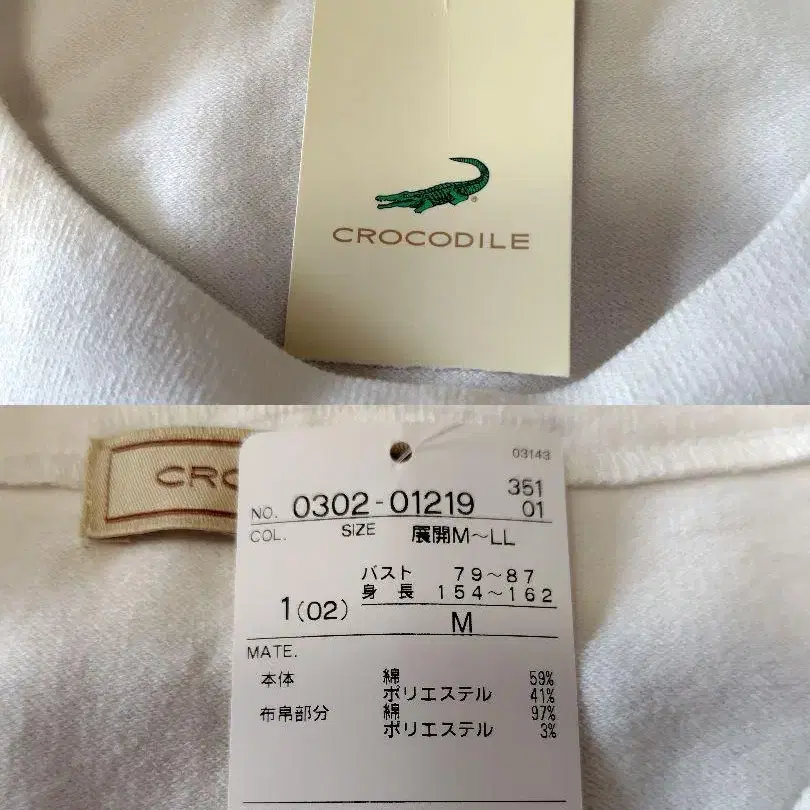 ®
CROCODILE
CRO
03143
NO. 0302-01219 351
01
COL. SIZE 展開M~LL
バスト 79~87
身長 154~162
1(02) M
MATE.
本体 綿 59%
ポリエステル 41%
布帛部分 綿 97%
ポリエステル 3%